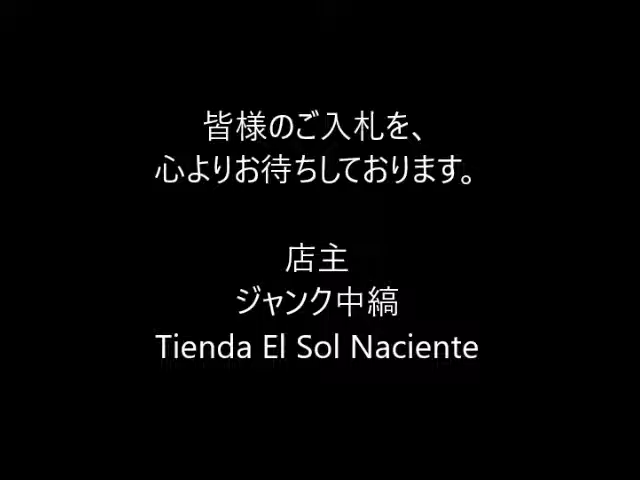 皆様のご入札を、
心よりお待ちしております。
店主
ジャンク中縞
Tienda El Sol Naciente